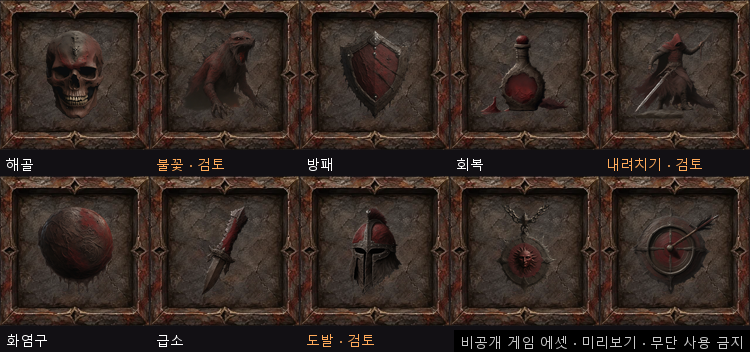 해골
불꽃 · 검토
방패
회복
내려치기 · 검토
화염구
급소
도발 · 검토
비공개 게임 에셋 · 미리보기 · 무단 사용 금지